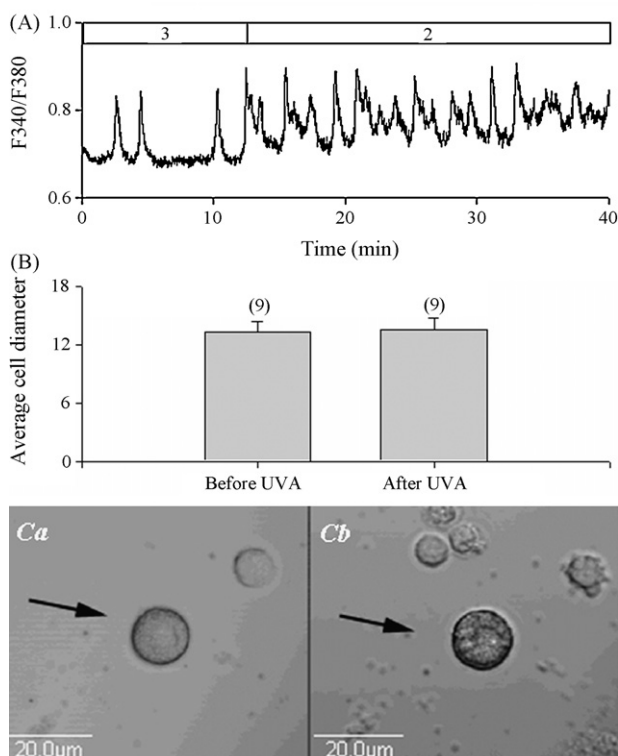 (A)
1.0
3 2
F340/F380
0.8
0.6
0 10 20 30 40
Time (min)
(B)
18
(9) (9)
Average cell diameter
12
6
0
Before UVA After UVA
Ca Cb
20.0µm 20.0µm